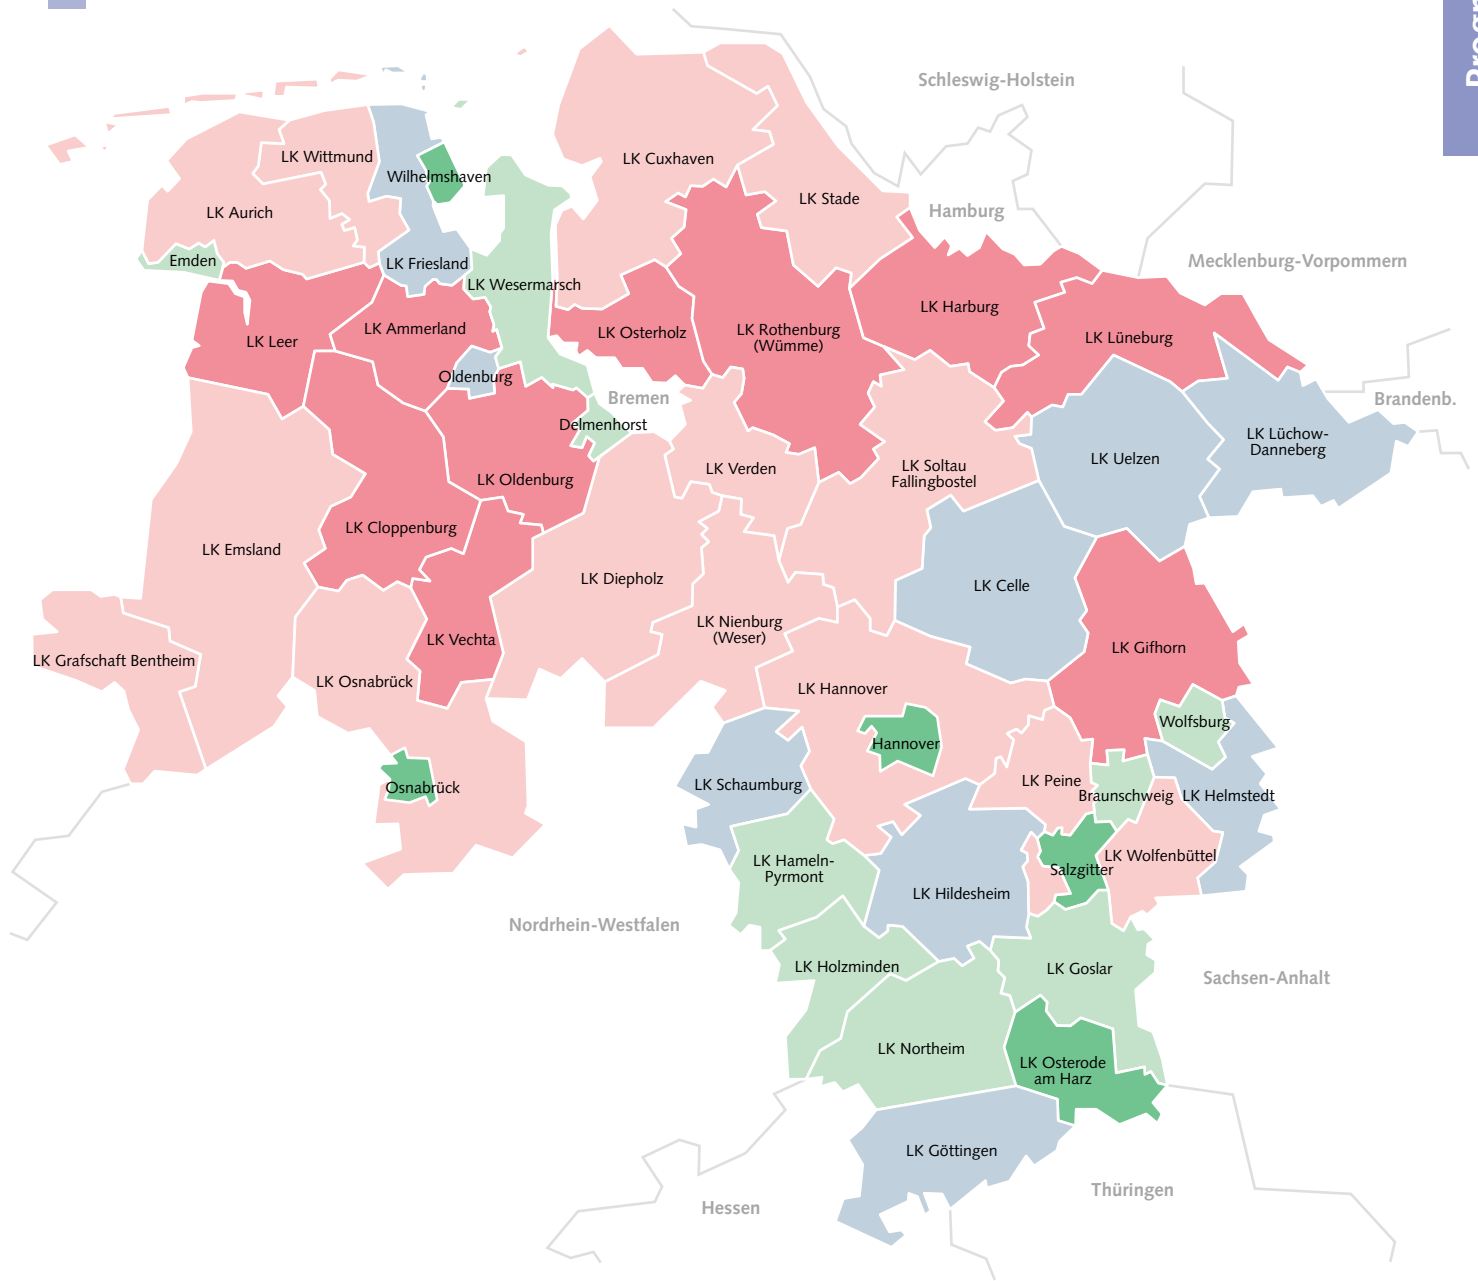 Progr
Schleswig-Holstein
LK Wittmund
LK Cuxhaven
Wilhelmshaven
LK Stade
LK Aurich
Hamburg
Emden
LK Friesland
Mecklenburg-Vorpommern
LK Wesermarsch
LK Harburg
LK Ammerland
LK Osterholz
LK Rothenburg
(Wümme)
LK Leer
LK Lüneburg
Oldenburg
Bremen
Brandenb.
Delmenhorst
LK Lüchow-
Danneberg
LK Verden
LK Soltau
Fallingbostel
LK Uelzen
LK Oldenburg
LK Cloppenburg
LK Emsland
LK Diepholz
LK Celle
LK Nienburg
(Weser)
LK Vechta
LK Gifhorn
LK Grafschaft Bentheim
LK Osnabrück
LK Hannover
Wolfsburg
Hannover
Osnabrück
LK Schaumburg
LK Peine
Braunschweig
LK Helmstedt
LK Hameln-
Pyrmont
Salzgitter
LK Wolfenbüttel
LK Hildesheim
Nordrhein-Westfalen
LK Holzminden
LK Goslar
Sachsen-Anhalt
LK Northeim
LK Osterode
am Harz
LK Göttingen
Thüringen
Hessen